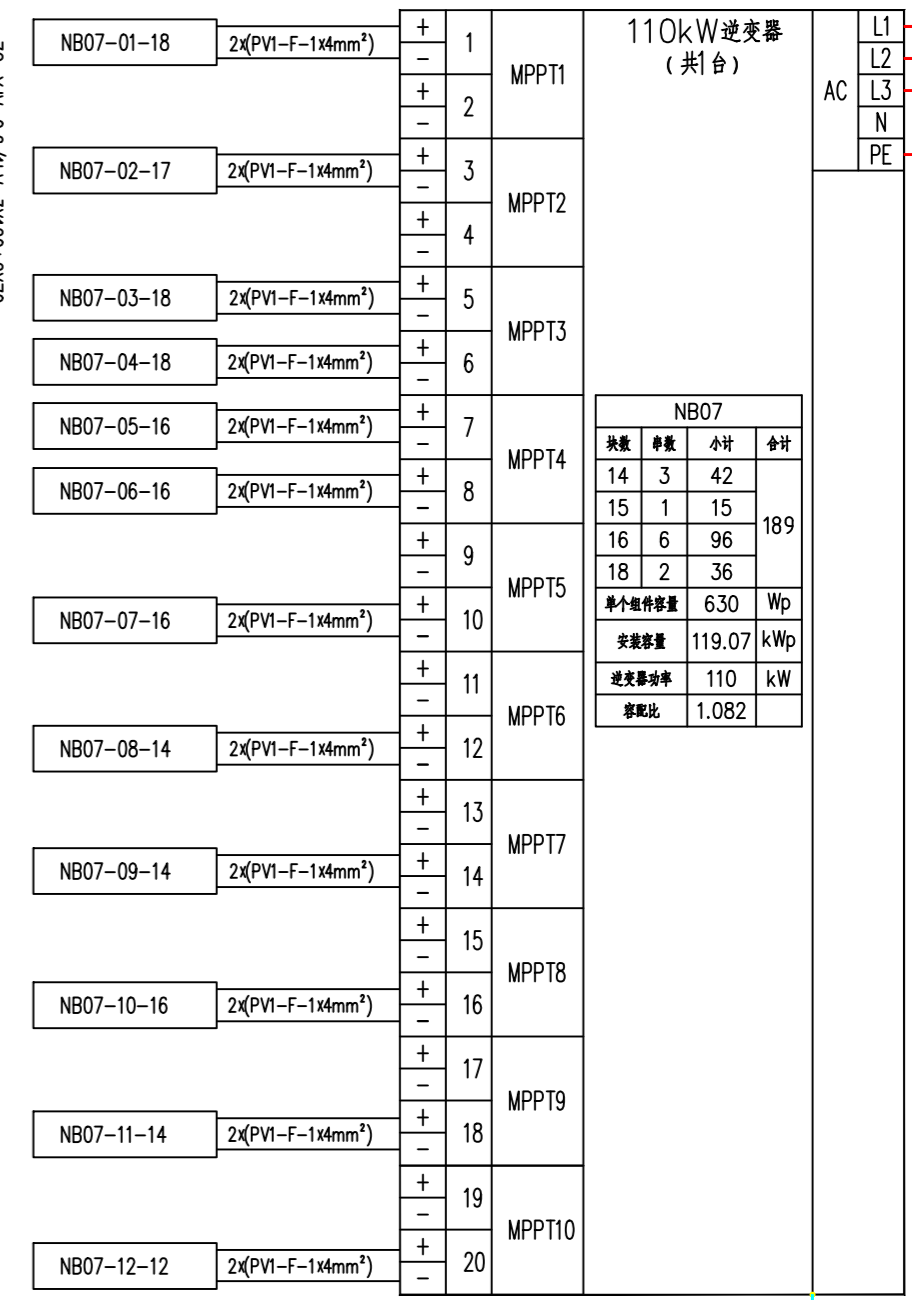 110kW逆变器
(共1台)
AC
L1
L2
L3
N
PE
NB07-01-18 2x(PV1-F-1x4mm²) + - 1 MPPT1
+ - 2
NB07-02-17 2x(PV1-F-1x4mm²) + - 3 MPPT2
+ - 4
NB07-03-18 2x(PV1-F-1x4mm²) + - 5 MPPT3
NB07-04-18 2x(PV1-F-1x4mm²) + - 6
NB07-05-16 2x(PV1-F-1x4mm²) + - 7 MPPT4
NB07-06-16 2x(PV1-F-1x4mm²) + - 8
+ - 9 MPPT5
NB07-07-16 2x(PV1-F-1x4mm²) + - 10
+ - 11 MPPT6
NB07-08-14 2x(PV1-F-1x4mm²) + - 12
+ - 13 MPPT7
NB07-09-14 2x(PV1-F-1x4mm²) + - 14
+ - 15 MPPT8
NB07-10-16 2x(PV1-F-1x4mm²) + - 16
+ - 17 MPPT9
NB07-11-14 2x(PV1-F-1x4mm²) + - 18
+ - 19 MPPT10
NB07-12-12 2x(PV1-F-1x4mm²) + - 20
NB07
块数 串数 小计 合计
14 3 42
15 1 15 189
16 6 96
18 2 36
单个组件容量 630 Wp
安装容量 119.07 kWp
逆变器功率 110 kW
容配比 1.082